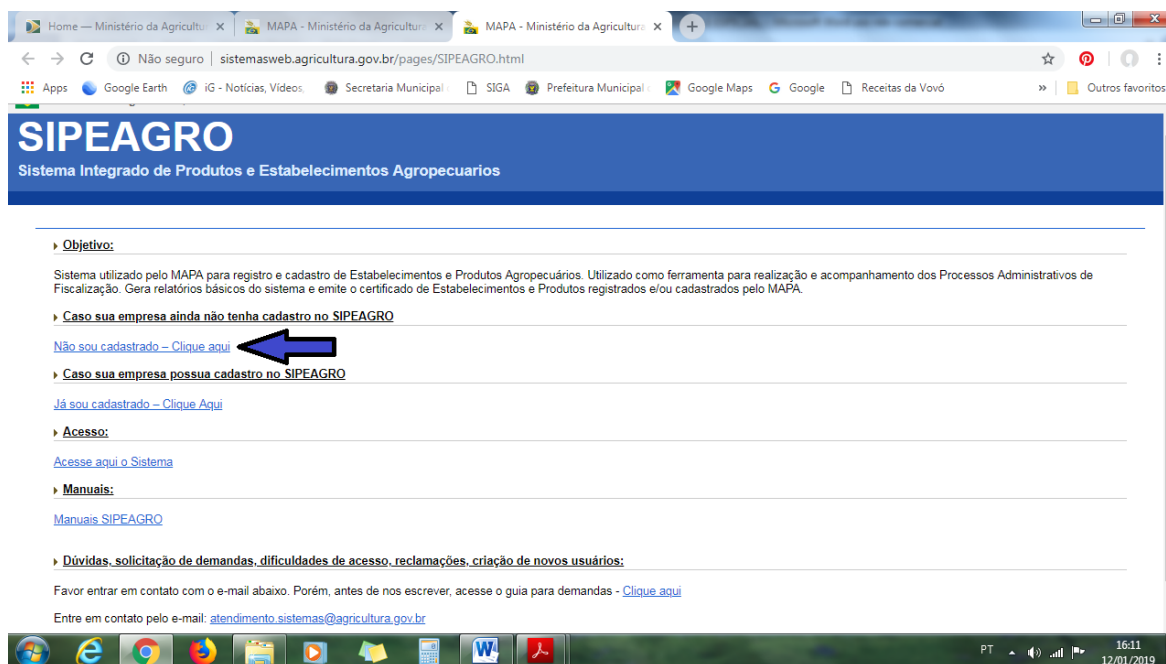 Home — Ministério da Agricultu
MAPA - Ministério da Agricultura
MAPA - Ministério da Agricultura
Não seguro | sistemasweb.agricultura.gov.br/pages/SIPEAGRO.html
Apps Google Earth iG - Notícias, Vídeos, Secretaria Municipal SIGA Prefeitura Municipal Google Maps Google Receitas da Vovó » Outros favoritos
SIPEAGRO
Sistema Integrado de Produtos e Estabelecimentos Agropecuarios
Objetivo:
Sistema utilizado pelo MAPA para registro e cadastro de Estabelecimentos e Produtos Agropecuários. Utilizado como ferramenta para realização e acompanhamento dos Processos Administrativos de
Fiscalização. Gera relatórios básicos do sistema e emite o certificado de Estabelecimentos e Produtos registrados e/ou cadastrados pelo MAPA.
Caso sua empresa ainda não tenha cadastro no SIPEAGRO
Não sou cadastrado – Clique aqui
Caso sua empresa possua cadastro no SIPEAGRO
Já sou cadastrado – Clique Aqui
Acesso:
Acesse aqui o Sistema
Manuais:
Manuais SIPEAGRO
Dúvidas, solicitação de demandas, dificuldades de acesso, reclamações, criação de novos usuários:
Favor entrar em contato com o e-mail abaixo. Porém, antes de nos escrever, acesse o guia para demandas - Clique aqui
Entre em contato pelo e-mail: atendimento.sistemas@agricultura.gov.br
PT
16:11
12/01/2019